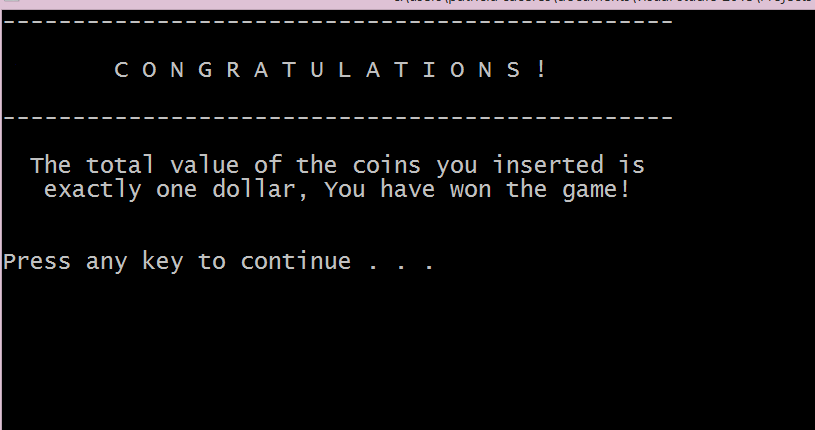 ------------------------------------------------
C O N G R A T U L A T I O N S !
------------------------------------------------
The total value of the coins you inserted is
exactly one dollar, You have won the game!
Press any key to continue . . .